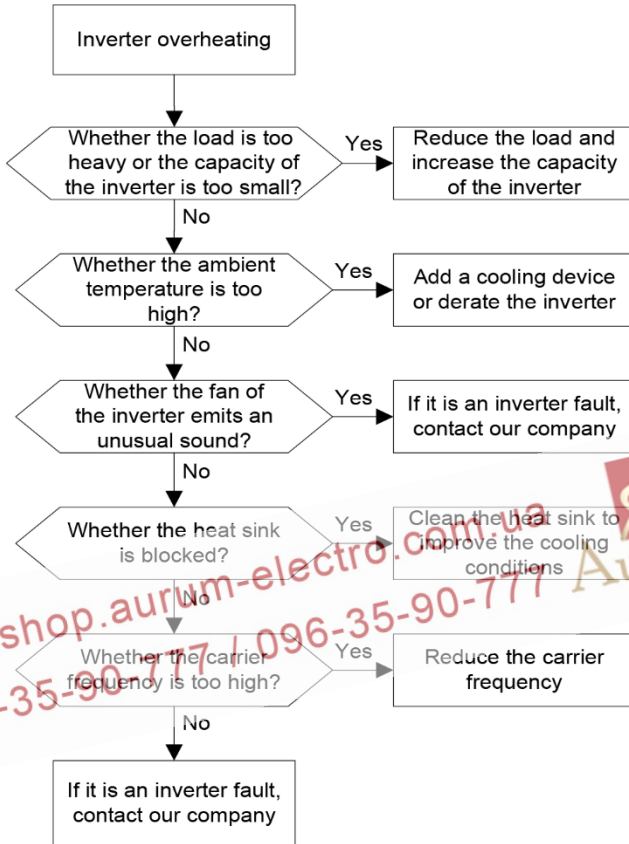 Inverter overheating
Whether the load is too
heavy or the capacity of
the inverter is too small?
Yes
Reduce the load and
increase the capacity
of the inverter
No
Whether the ambient
temperature is too
high?
Yes
Add a cooling device
or derate the inverter
No
Whether the fan of
the inverter emits an
unusual sound?
Yes
If it is an inverter fault,
contact our company
No
Whether the heat sink
is blocked?
Yes
Clean the heat sink to
improve the cooling
conditions
No
Whether the carrier
frequency is too high?
Yes
Reduce the carrier
frequency
No
If it is an inverter fault,
contact our company
shop.aurum-electro.com.ua
-35-90-777 / 096-35-90-777